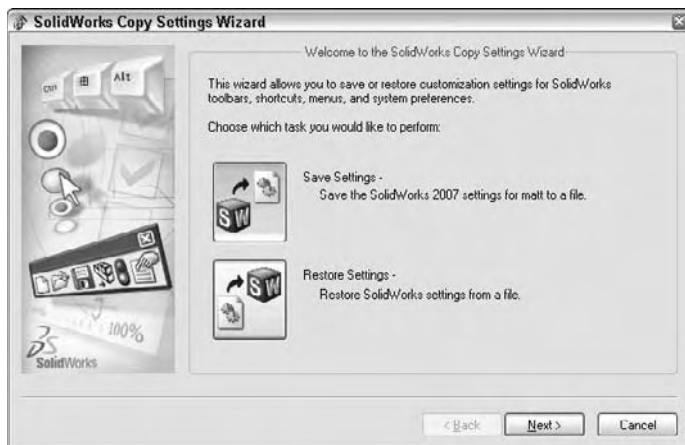 SolidWorks Copy Settings Wizard
Ctrl
Alt
100%
SolidWorks
Welcome to the SolidWorks Copy Settings Wizard
This wizard allows you to save or restore customization settings for SolidWorks
toolbars, shortcuts, menus, and system preferences.
Choose which task you would like to perform:
SW
Save Settings -
Save the SolidWorks 2007 settings for matt to a file.
SW
Restore Settings -
Restore SolidWorks settings from a file.
< Back
Next >
Cancel